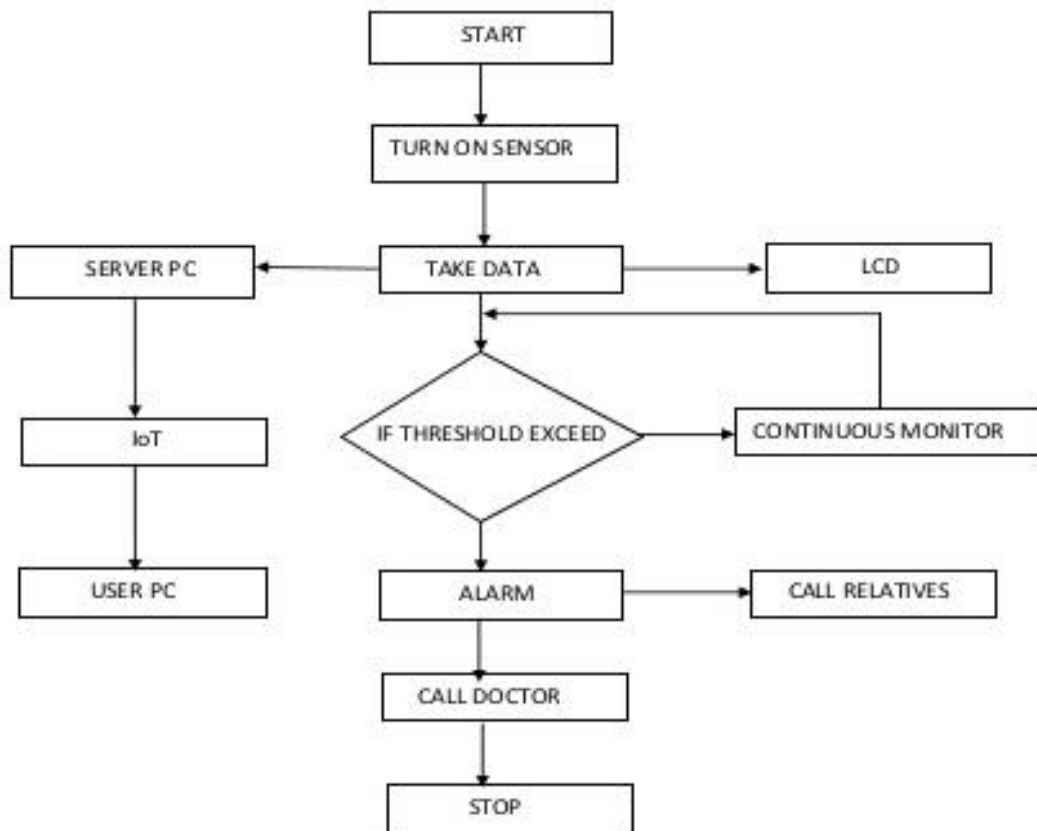 START
TURN ON SENSOR
SERVER PC
TAKE DATA
LCD
IoT
IF THRESHOLD EXCEED
CONTINUOUS MONITOR
USER PC
ALARM
CALL RELATIVES
CALL DOCTOR
STOP